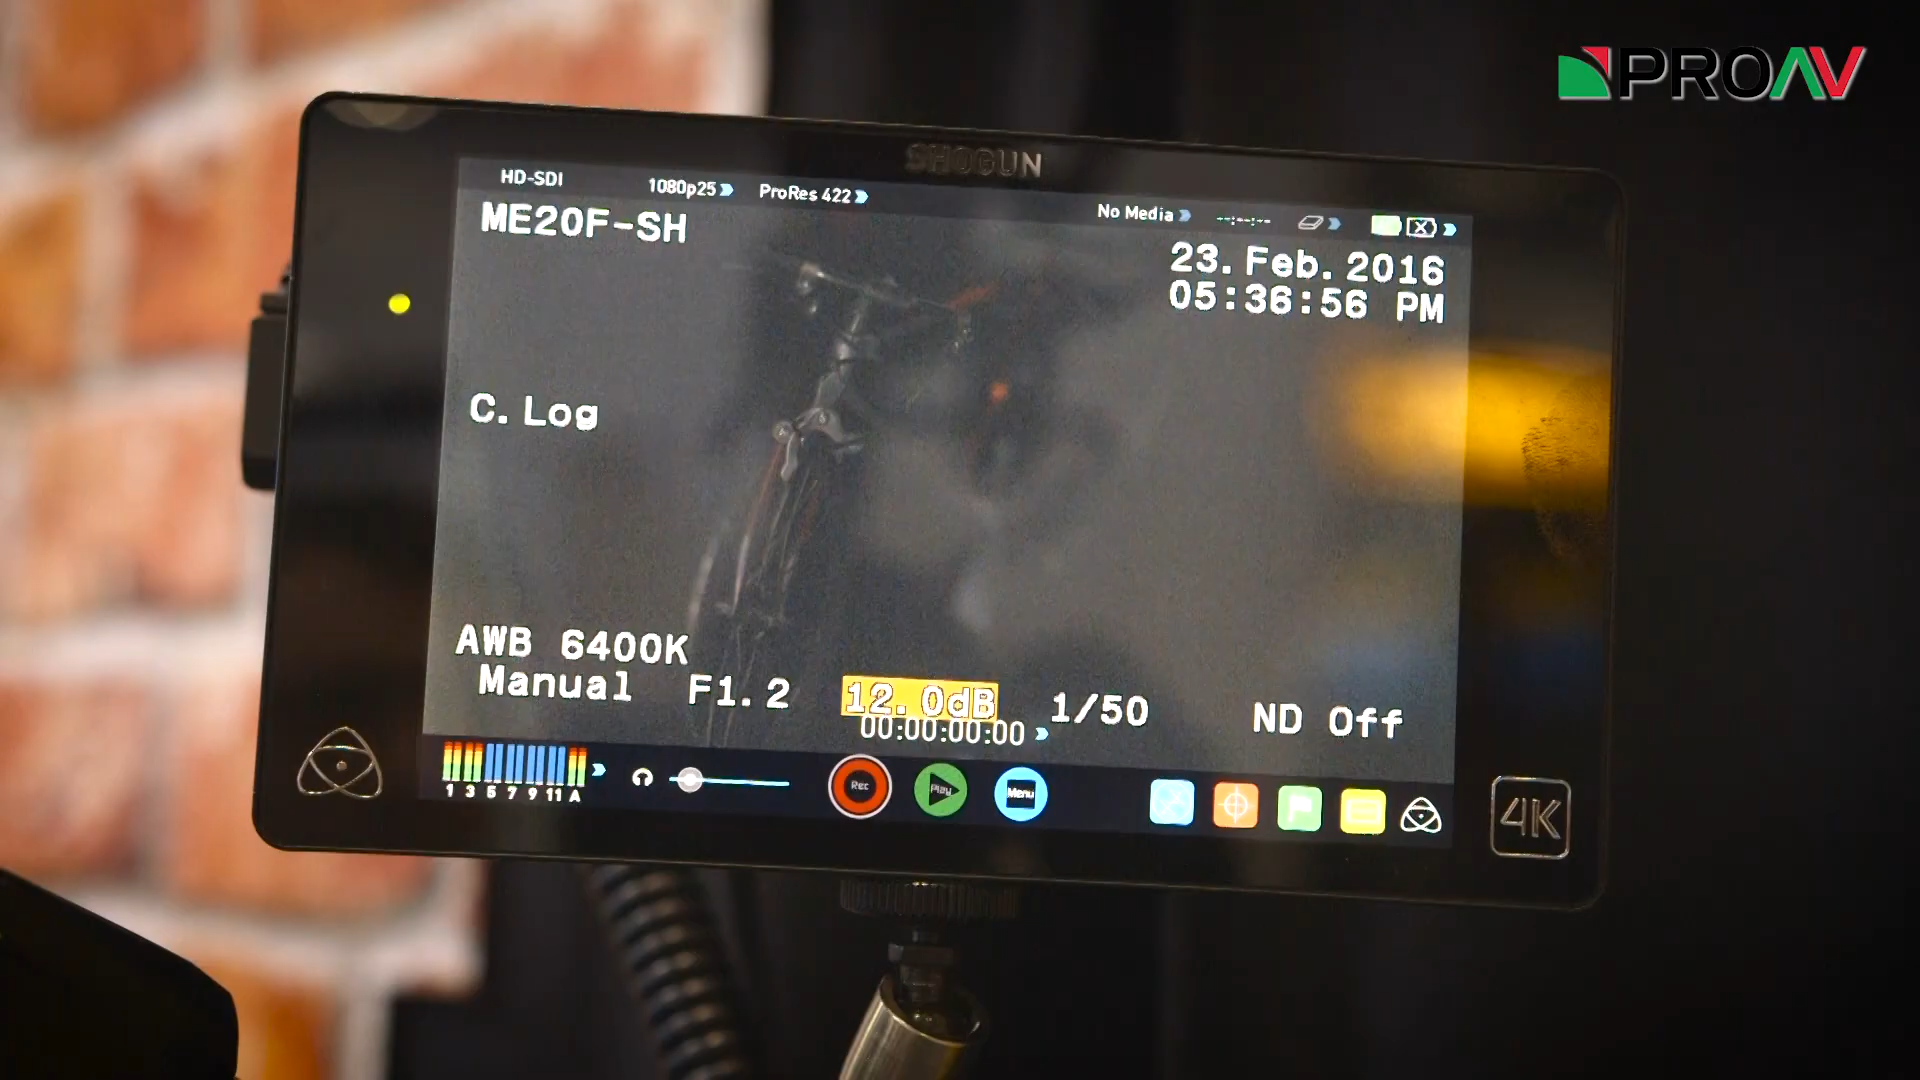 PROAV
SHOGUN
HD-SDI 1080p25 ProRes 422 No Media --:--:--
ME20F-SH
23.Feb.2016
05:36:56 PM
C.Log
AWB 6400K
Manual F1.2 12.0dB 1/50 ND Off
00:00:00:00
1 3 5 7 9 11 A
Rec Play Menu
4K